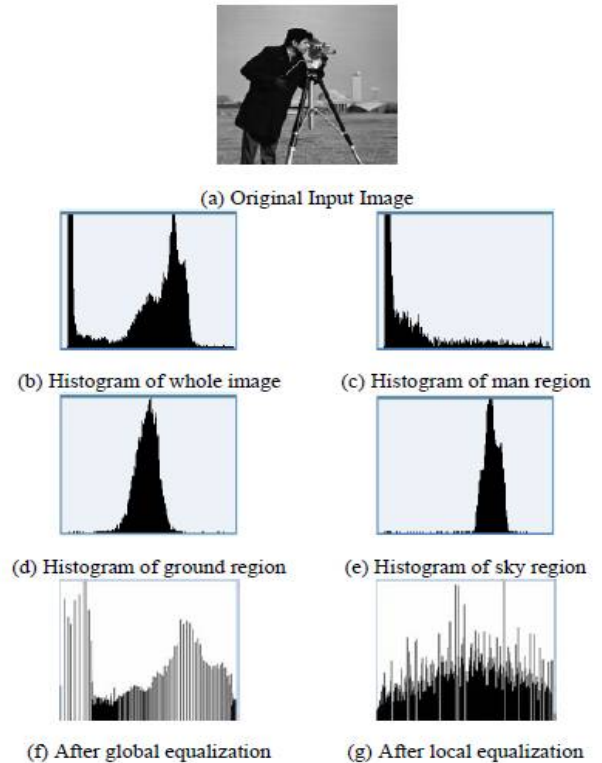 (a) Original Input Image
(b) Histogram of whole image
(c) Histogram of man region
(d) Histogram of ground region
(e) Histogram of sky region
(f) After global equalization
(g) After local equalization